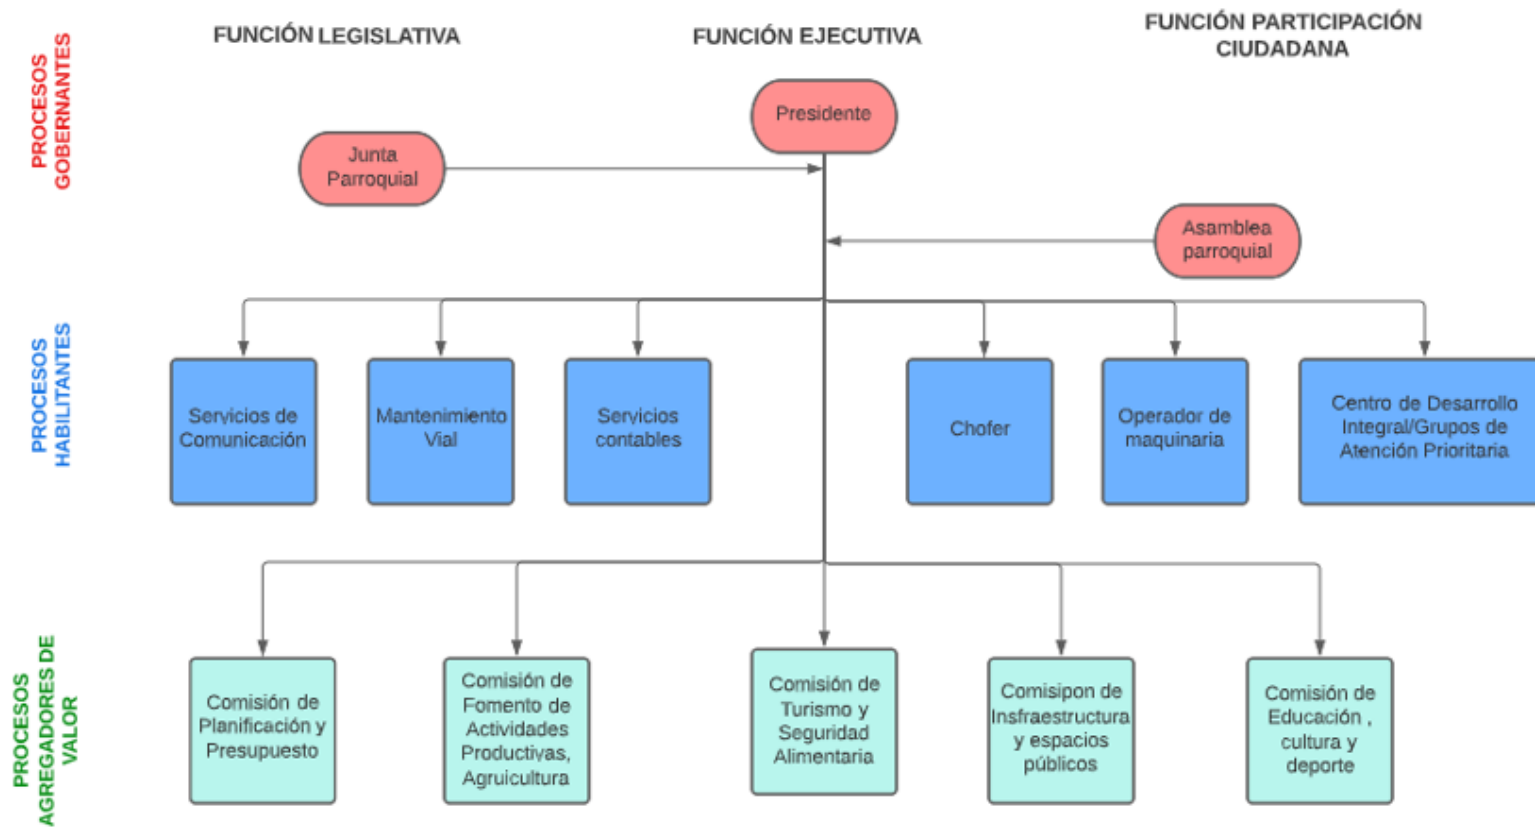 FUNCIÓN LEGISLATIVA
FUNCIÓN EJECUTIVA
FUNCIÓN PARTICIPACIÓN
CIUDADANA
PROCESOS
GOBERNANTES
Presidente
Junta
Parroquial
Asamblea
parroquial
PROCESOS
HABILITANTES
Servicios de
Comunicación
Mantenimiento
Vial
Servicios
contables
Chofer
Operador de
maquinaria
Centro de Desarrollo
Integral/Grupos de
Atención Prioritaria
PROCESOS
AGREGADORES DE
VALOR
Comisión de
Planificación y
Presupuesto
Comisión de
Fomento de
Actividades
Productivas,
Agruicultura
Comisión de
Turismo y
Seguridad
Alimentaria
Comisipon de
Insfraestructura
y espacios
públicos
Comisión de
Educación ,
cultura y
deporte